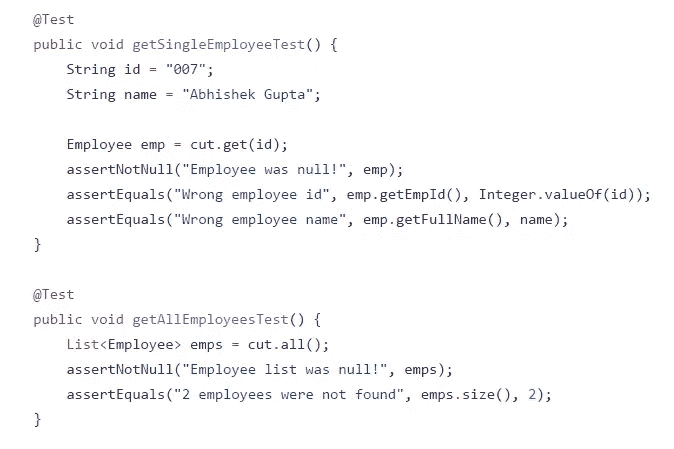 @Test
public void getSingleEmployeeTest() {
    String id = "007";
    String name = "Abhishek Gupta";

    Employee emp = cut.get(id);
    assertNotNull("Employee was null!", emp);
    assertEquals("Wrong employee id", emp.getEmpId(), Integer.valueOf(id));
    assertEquals("Wrong employee name", emp.getFullName(), name);
}

@Test
public void getAllEmployeesTest() {
    List<Employee> emps = cut.all();
    assertNotNull("Employee list was null!", emps);
    assertEquals("2 employees were not found", emps.size(), 2);
}